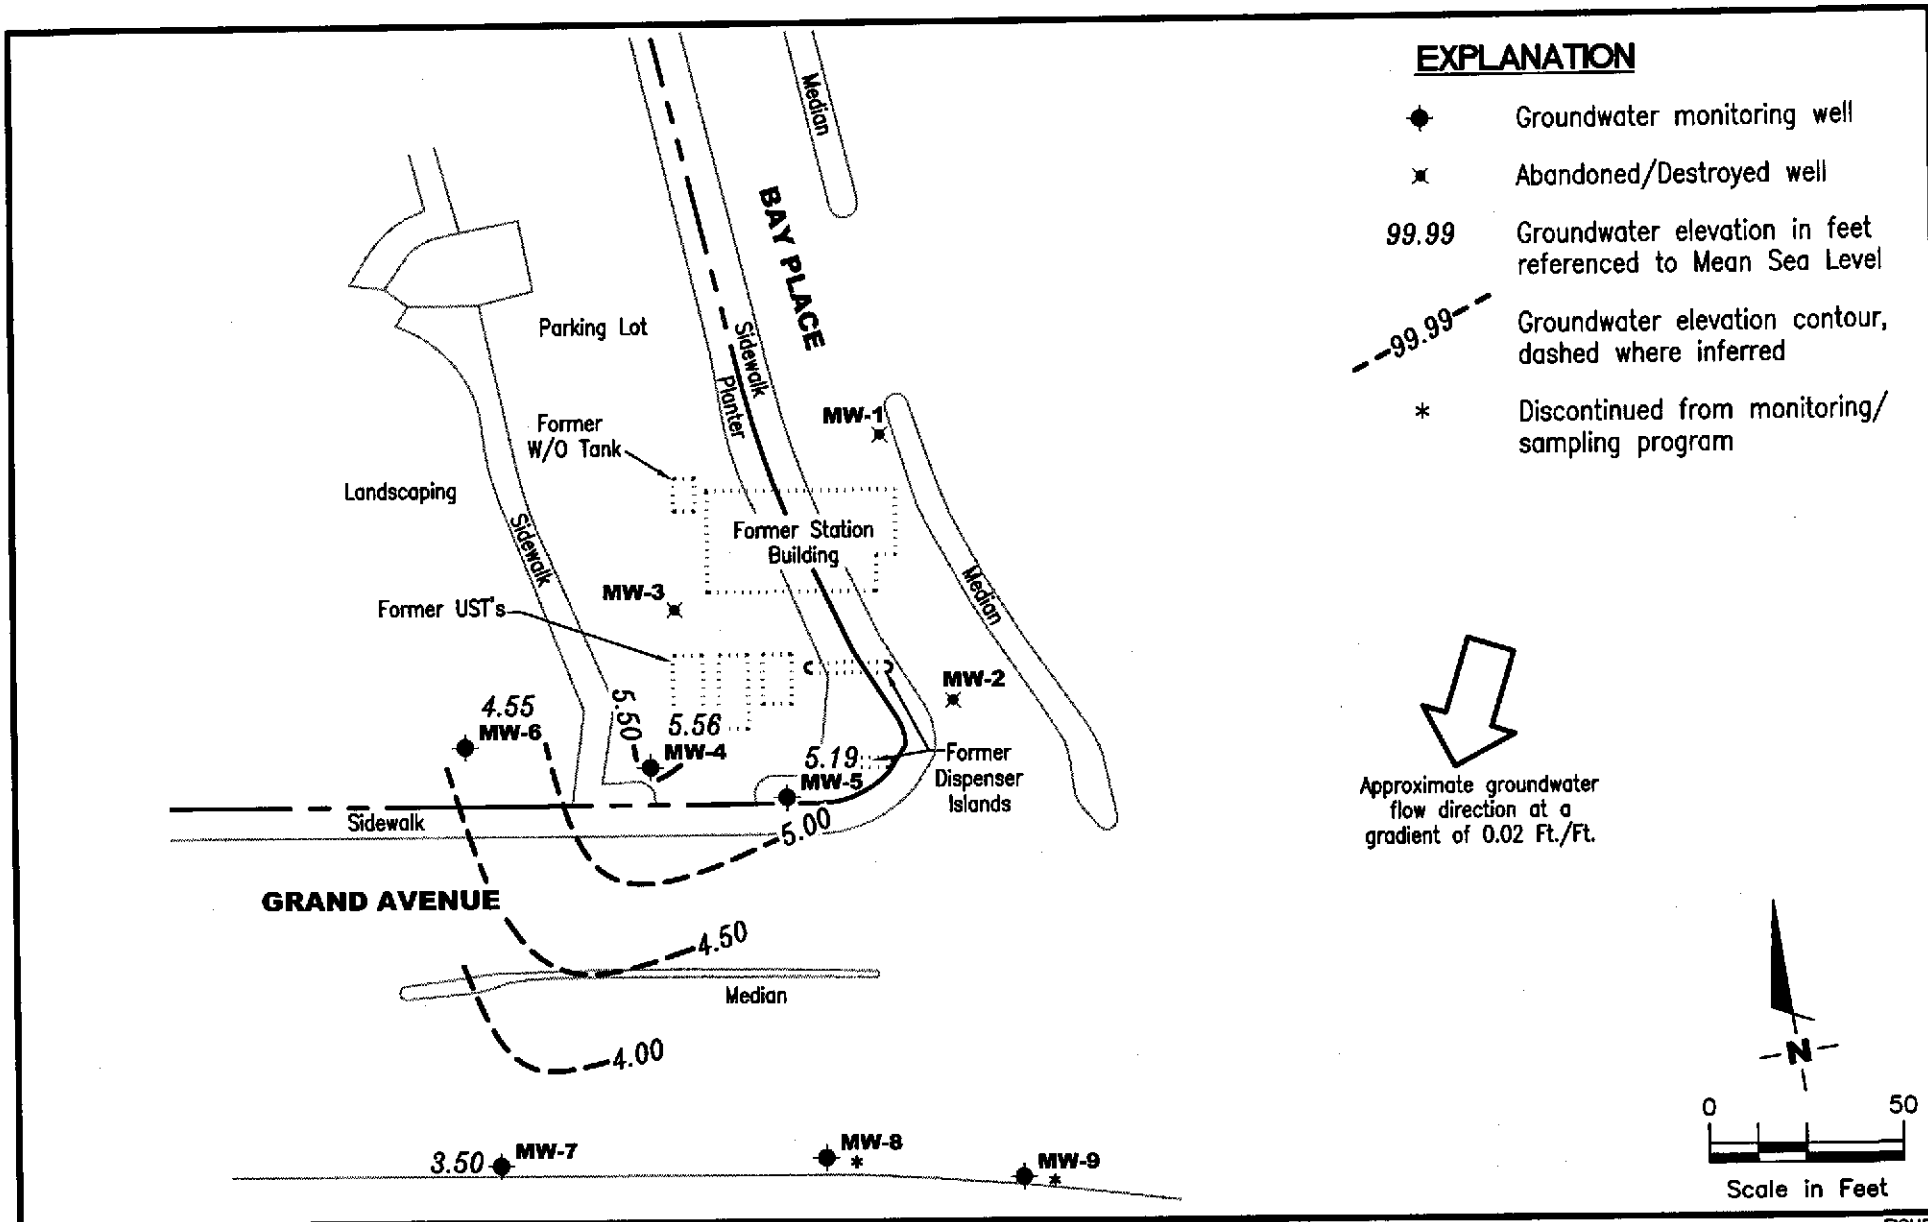 EXPLANATION
Groundwater monitoring well
Abandoned/Destroyed well
99.99
Groundwater elevation in feet
referenced to Mean Sea Level
99.99
Groundwater elevation contour,
dashed where inferred
*
Discontinued from monitoring/
sampling program
Median
BAY PLACE
Sidewalk
Planter
Parking Lot
MW-1
Former
W/O Tank
Landscaping
Sidewalk
Former Station
Building
Median
MW-3
Former UST's
MW-2
4.55
MW-6
5.50
5.56
MW-4
5.19
MW-5
Former
Dispenser
Islands
Approximate groundwater
flow direction at a
gradient of 0.02 Ft./Ft.
Sidewalk
5.00
GRAND AVENUE
4.50
Median
4.00
N
3.50
MW-7
MW-8
*
MW-9
*
0 50
Scale in Feet